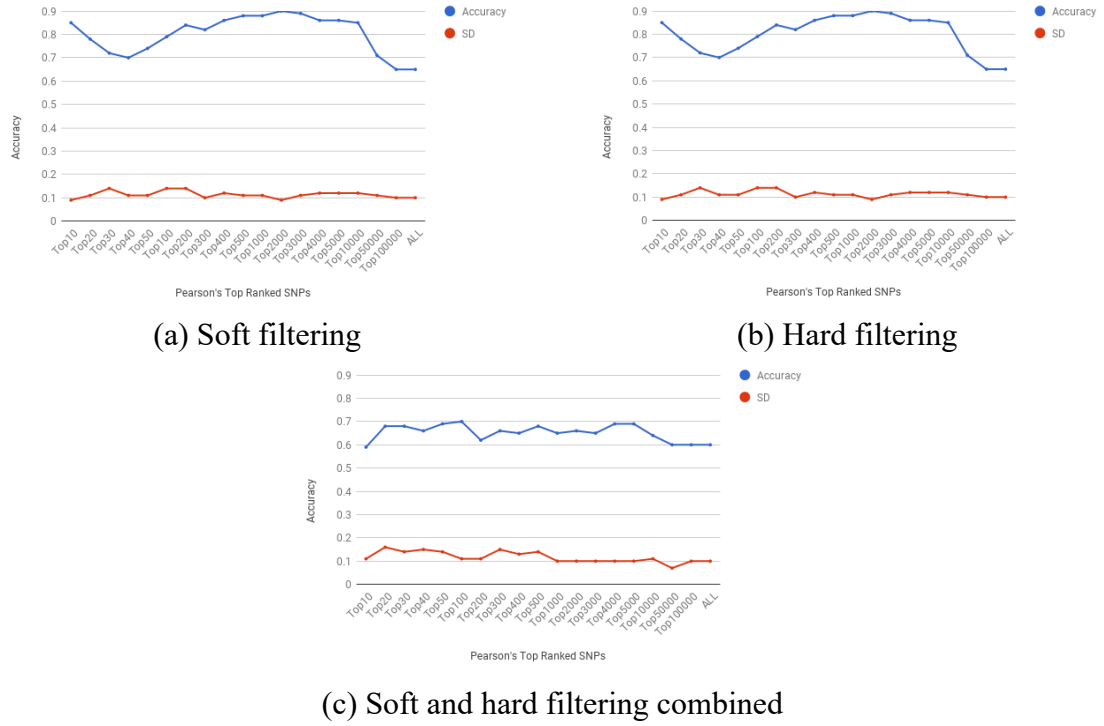 0.9
0.8
0.7
0.6
0.5
0.4
0.3
0.2
0.1
0
Accuracy
Top10
Top20
Top30
Top40
Top50
Top100
Top200
Top300
Top400
Top500
Top1000
Top2000
Top3000
Top4000
Top5000
Top10000
Top50000
Top100000
ALL
Pearson's Top Ranked SNPs
Accuracy
SD
(a) Soft filtering
0.9
0.8
0.7
0.6
0.5
0.4
0.3
0.2
0.1
0
Accuracy
Top10
Top20
Top30
Top40
Top50
Top100
Top200
Top300
Top400
Top500
Top1000
Top2000
Top3000
Top4000
Top5000
Top10000
Top50000
Top100000
ALL
Pearson's Top Ranked SNPs
Accuracy
SD
(b) Hard filtering
0.9
0.8
0.7
0.6
0.5
0.4
0.3
0.2
0.1
0
Accuracy
Top10
Top20
Top30
Top40
Top50
Top100
Top200
Top300
Top400
Top500
Top1000
Top2000
Top3000
Top4000
Top5000
Top10000
Top50000
Top100000
ALL
Pearson's Top Ranked SNPs
Accuracy
SD
(c) Soft and hard filtering combined